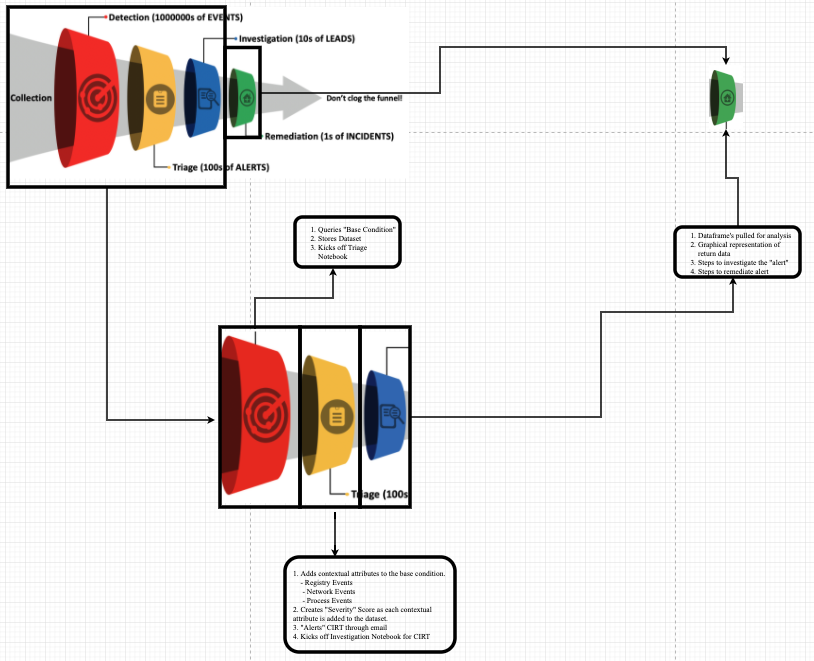 Detection (1000000s of EVENTS)
Investigation (10s of LEADS)
Collection
Don't clog the funnel!
Remediation (1s of INCIDENTS)
Triage (100s of ALERTS)
1. Queries "Base Condition"
2. Stores Dataset
3. Kicks off Triage
Notebook
1. Dataframe's pulled for analysis
2. Graphical representation of
return data
3. Steps to investigate the "alert"
4. Steps to remediate alert
Triage (100s
1. Adds contextual attributes to the base condition.
- Registry Events
- Network Events
- Process Events
2. Creates "Severity" Score as each contextual
attribute is added to the dataset.
3. "Alerts" CIRT through email
4. Kicks off Investigation Notebook for CIRT